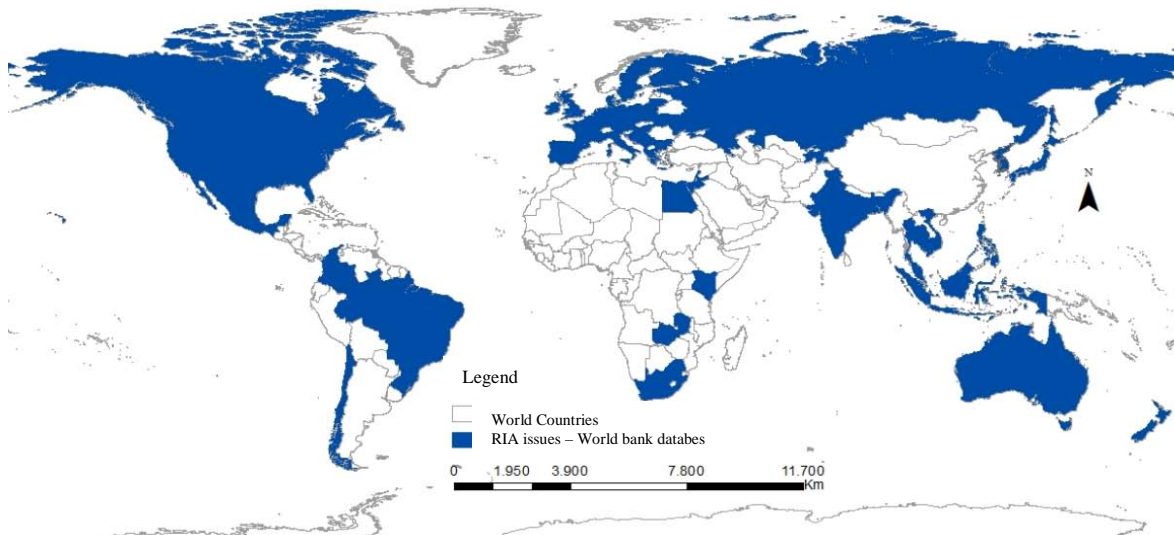 N
Legend
World Countries
RIA issues – World bank databes
0 1.950 3.900 7.800 11.700
Km